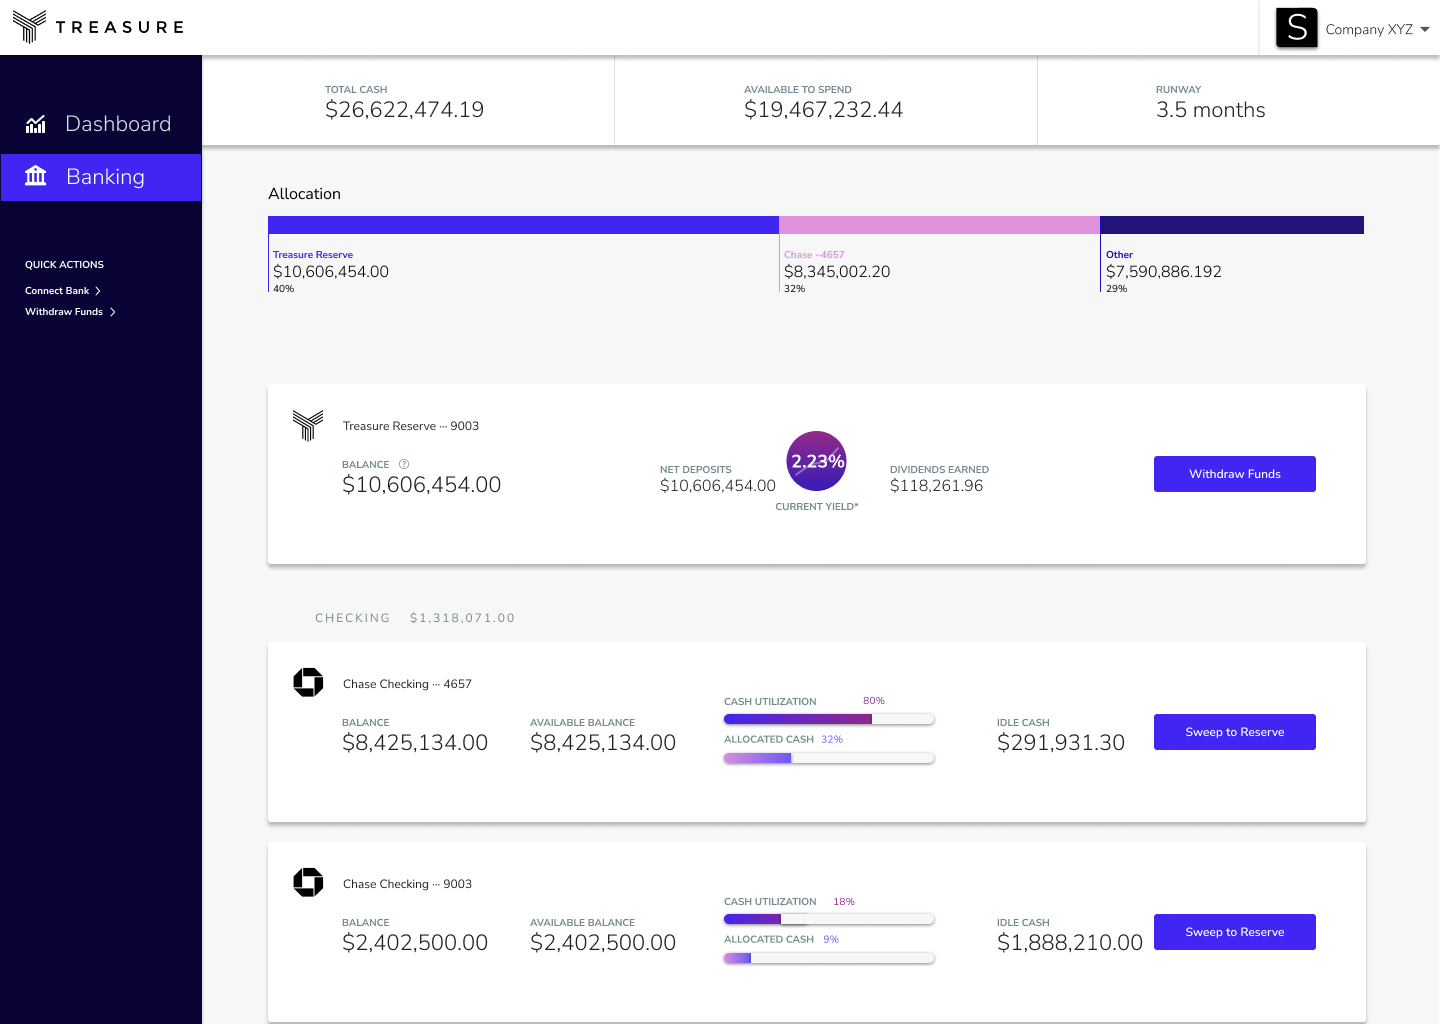 TREASURE
S
Company XYZ
Dashboard
Banking
QUICK ACTIONS
Connect Bank
Withdraw Funds
TOTAL CASH
$26,622,474.19
AVAILABLE TO SPEND
$19,467,232.44
RUNWAY
3.5 months
Allocation
Treasure Reserve
$10,606,454.00
40%
Chase ··4657
$8,345,002.20
32%
Other
$7,590,886.192
29%
Treasure Reserve ··· 9003
BALANCE ?
$10,606,454.00
NET DEPOSITS
$10,606,454.00
2.23%
CURRENT YIELD*
DIVIDENDS EARNED
$118,261.96
Withdraw Funds
CHECKING $1,318,071.00
Chase Checking ··· 4657
BALANCE
$8,425,134.00
AVAILABLE BALANCE
$8,425,134.00
CASH UTILIZATION 80%
ALLOCATED CASH 32%
IDLE CASH
$291,931.30
Sweep to Reserve
Chase Checking ··· 9003
BALANCE
$2,402,500.00
AVAILABLE BALANCE
$2,402,500.00
CASH UTILIZATION 18%
ALLOCATED CASH 9%
IDLE CASH
$1,888,210.00
Sweep to Reserve